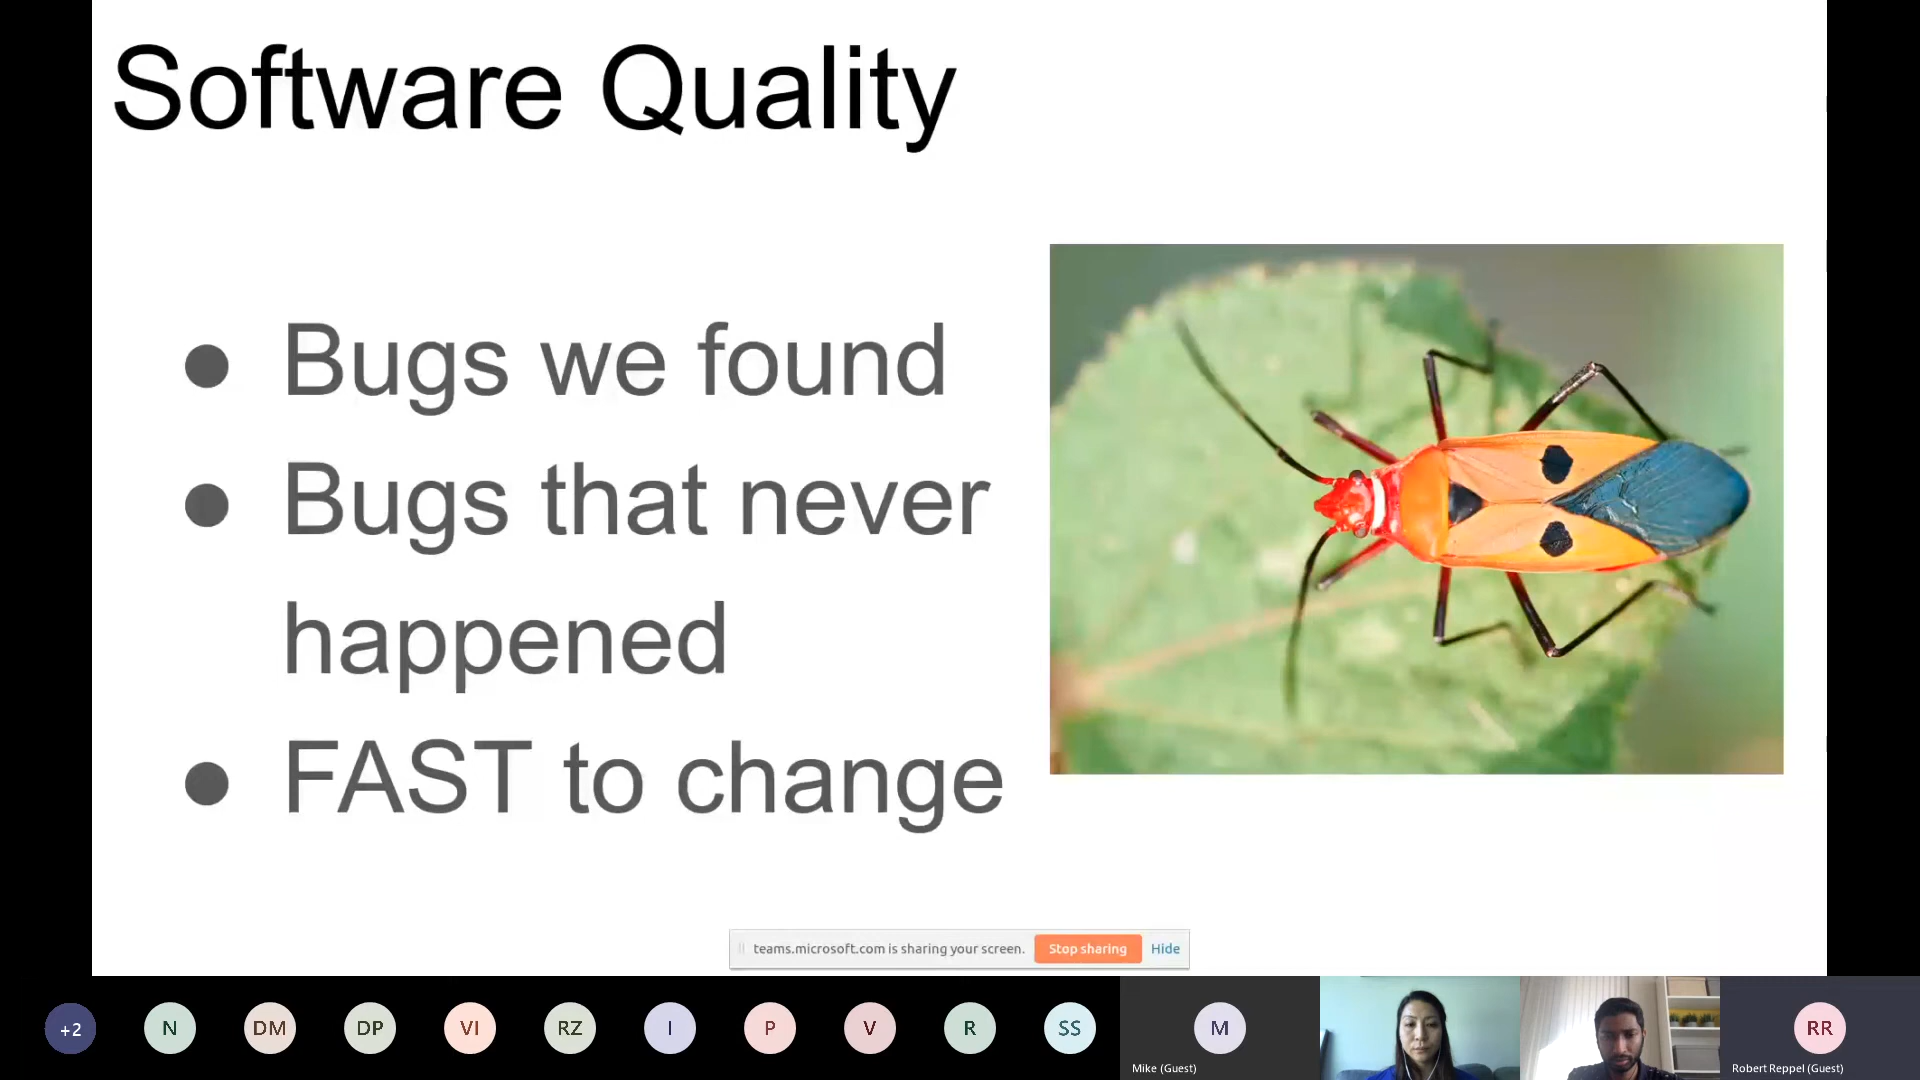 Software Quality
● Bugs we found
● Bugs that never
happened
● FAST to change
teams.microsoft.com is sharing your screen. Stop sharing Hide
+2 N DM DP VI RZ I P V R SS M RR
Mike (Guest) Robert Reppel (Guest)